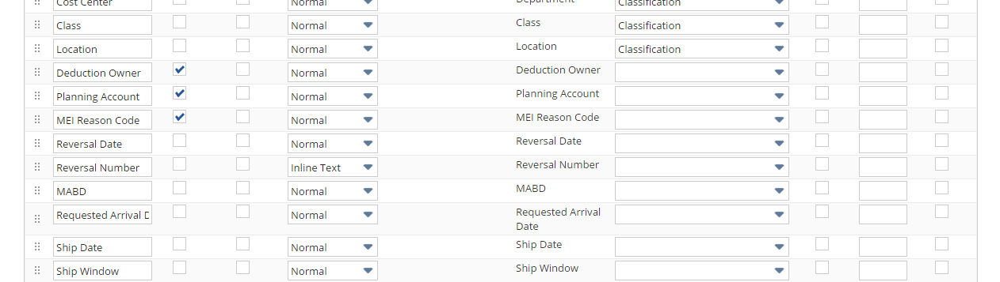 Cost Center Normal Department Classification
Class Normal Class Classification
Location Normal Location Classification
Deduction Owner Normal Deduction Owner
Planning Account Normal Planning Account
MEI Reason Code Normal MEI Reason Code
Reversal Date Normal Reversal Date
Reversal Number Inline Text Reversal Number
MABD Normal MABD
Requested Arrival D Normal Requested Arrival
Date
Ship Date Normal Ship Date
Ship Window Normal Ship Window